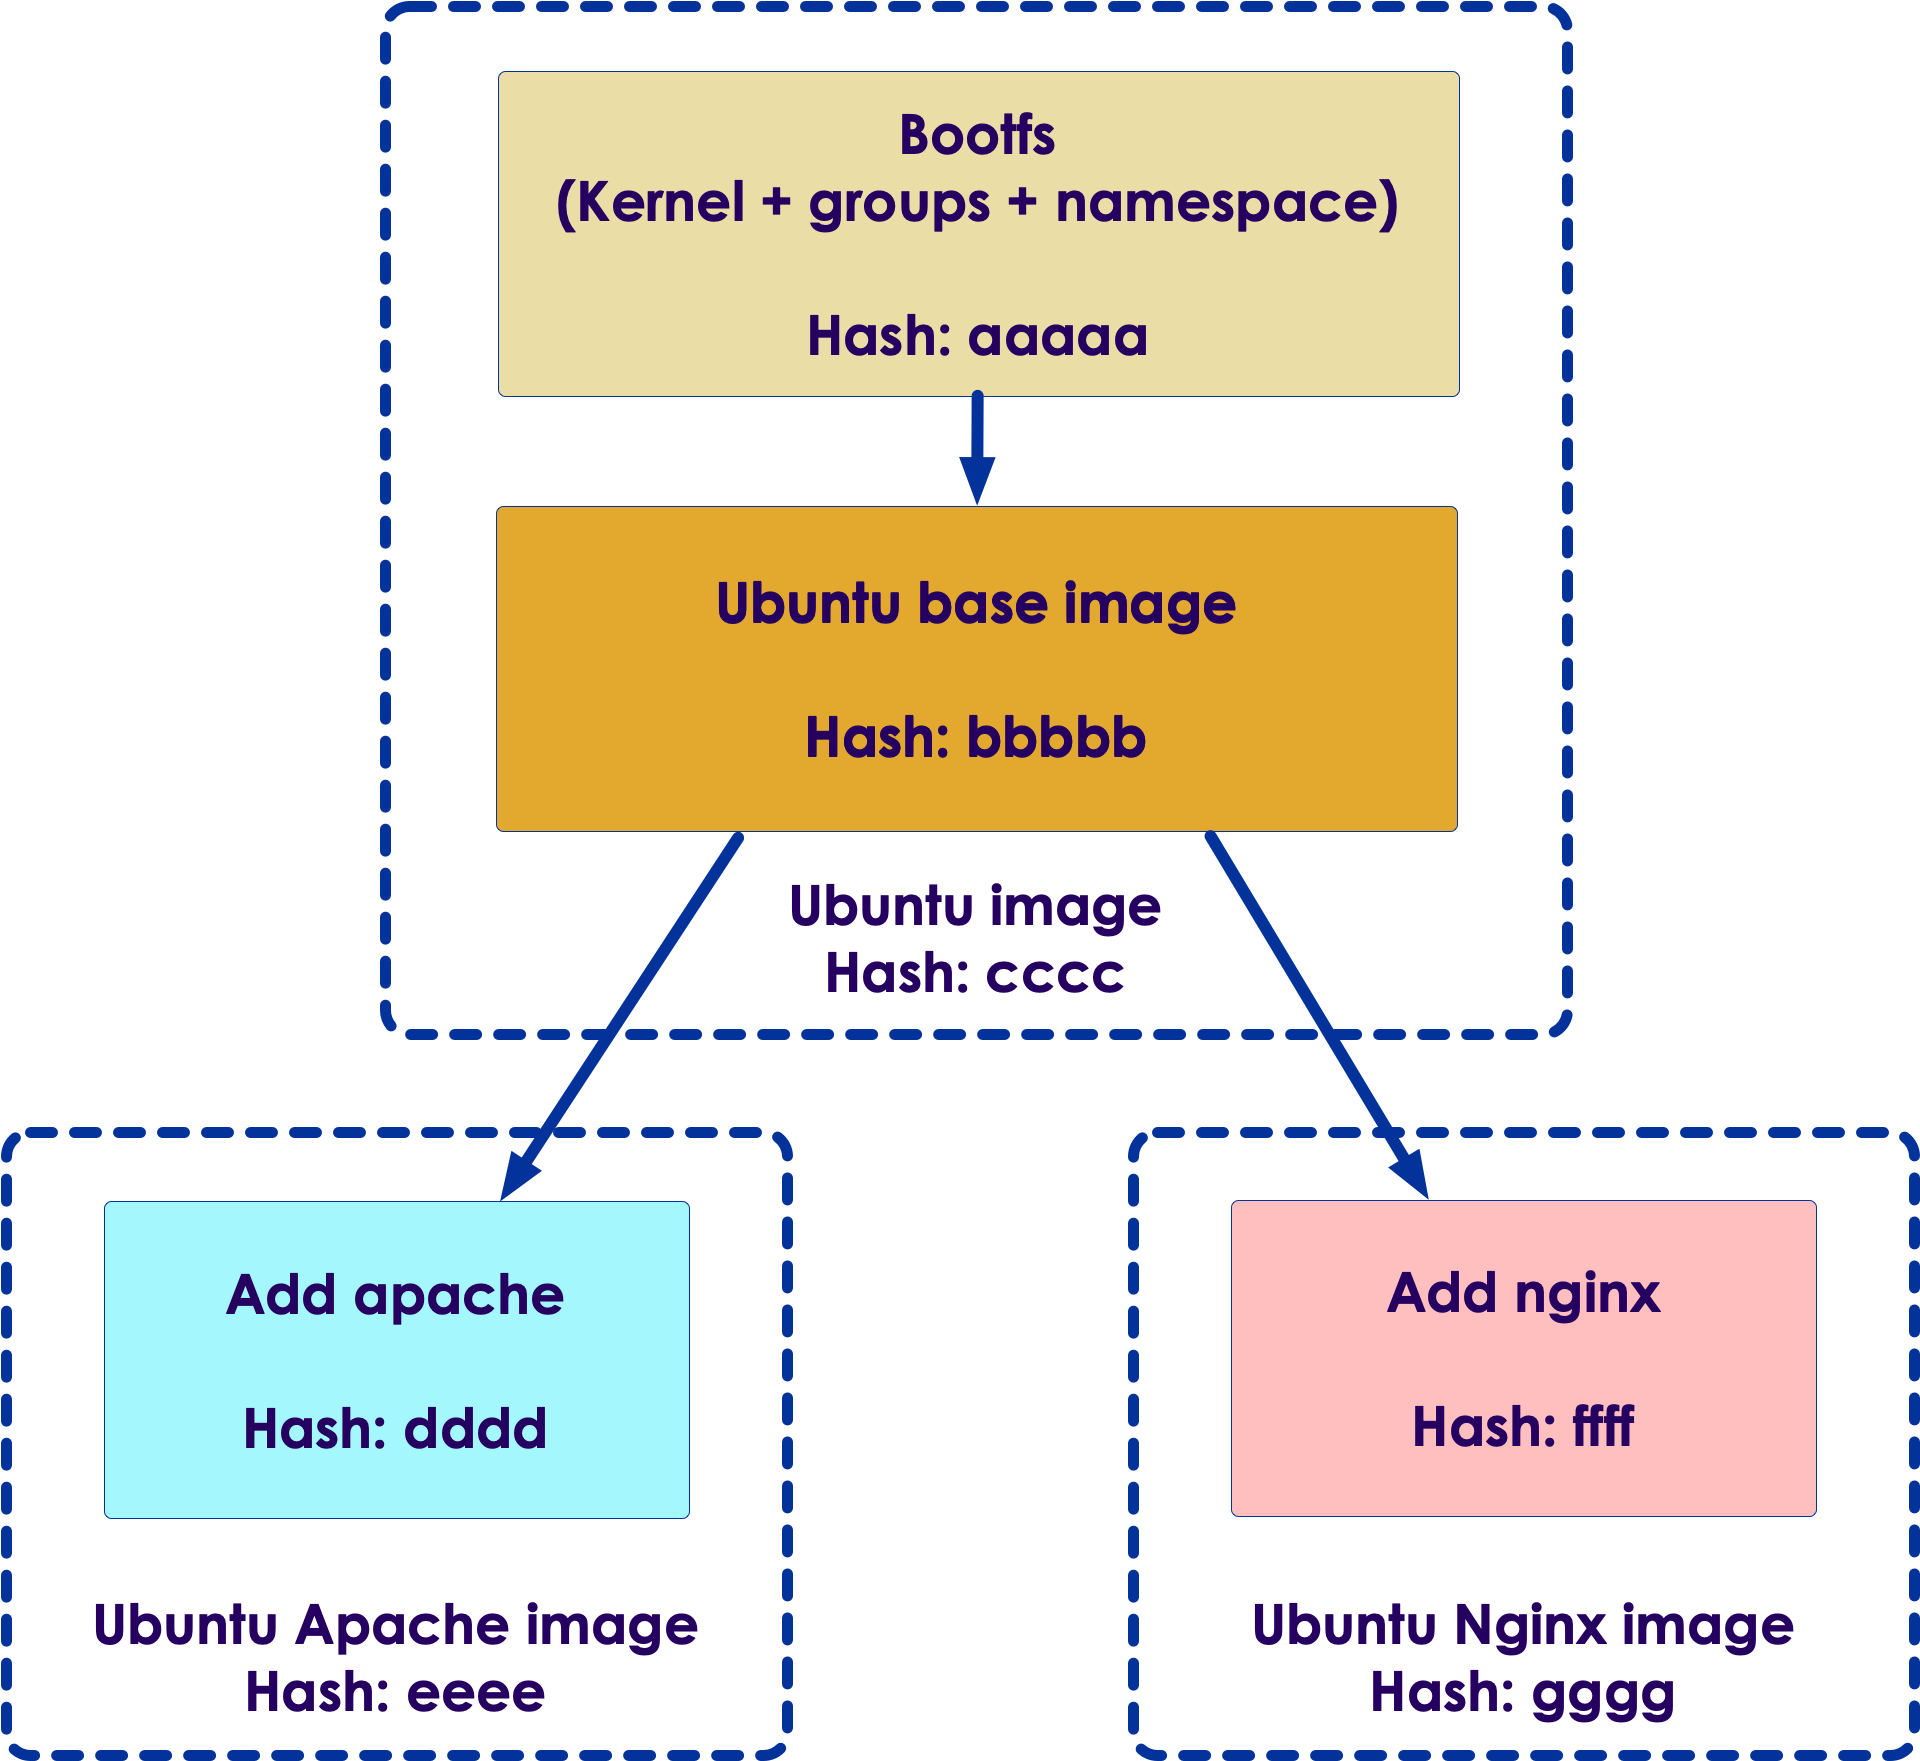 Bootfs
(Kernel + groups + namespace)
Hash: aaaaa
Ubuntu base image
Hash: bbbbb
Ubuntu image
Hash: cccc
Add apache
Hash: dddd
Ubuntu Apache image
Hash: eeee
Add nginx
Hash: ffff
Ubuntu Nginx image
Hash: gggg